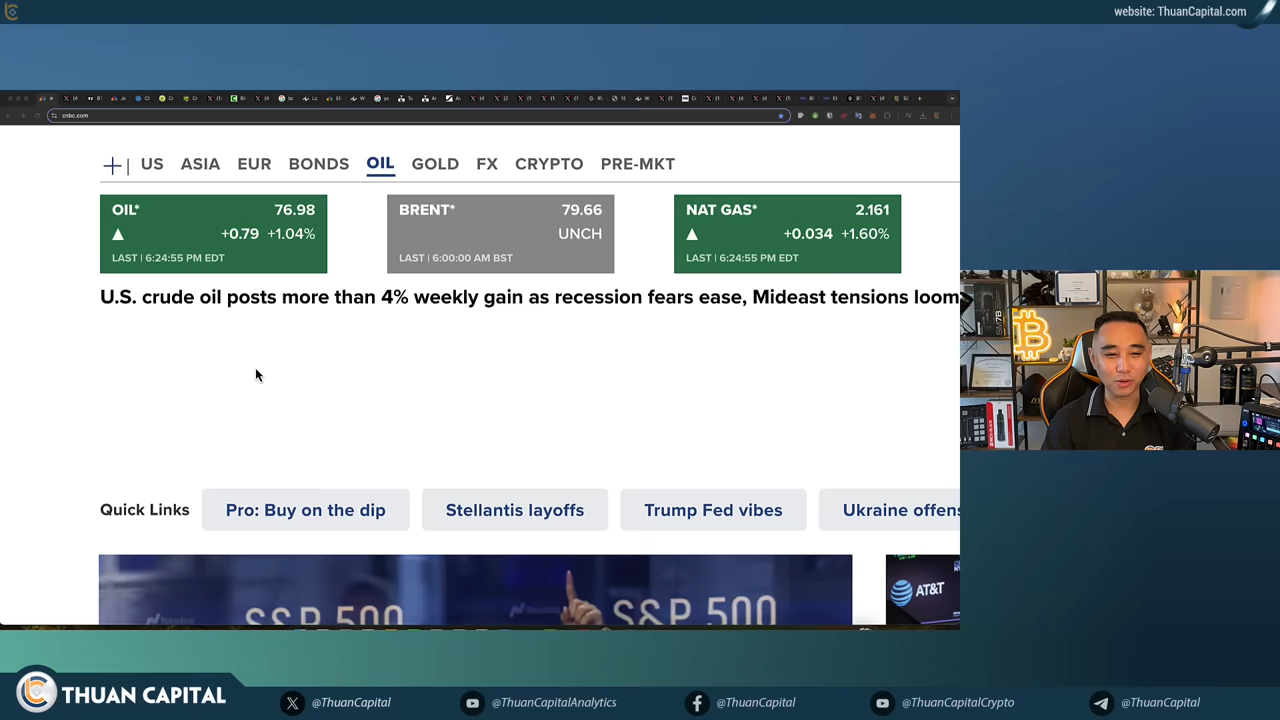 website: ThuanCapital.com
cnbc.com
US ASIA EUR BONDS OIL GOLD FX CRYPTO PRE-MKT
OIL* 76.98
+0.79 +1.04%
LAST | 6:24:55 PM EDT
BRENT* 79.66
UNCH
LAST | 6:00:00 AM BST
NAT GAS* 2.161
+0.034 +1.60%
LAST | 6:24:55 PM EDT
U.S. crude oil posts more than 4% weekly gain as recession fears ease, Mideast tensions loom
SM7B
Quick Links Pro: Buy on the dip Stellantis layoffs Trump Fed vibes Ukraine offens
S&P 500 S&P 500
AT&T
THUAN CAPITAL @ThuanCapital @ThuanCapitalAnalytics @ThuanCapital @ThuanCapitalCrypto @ThuanCapital